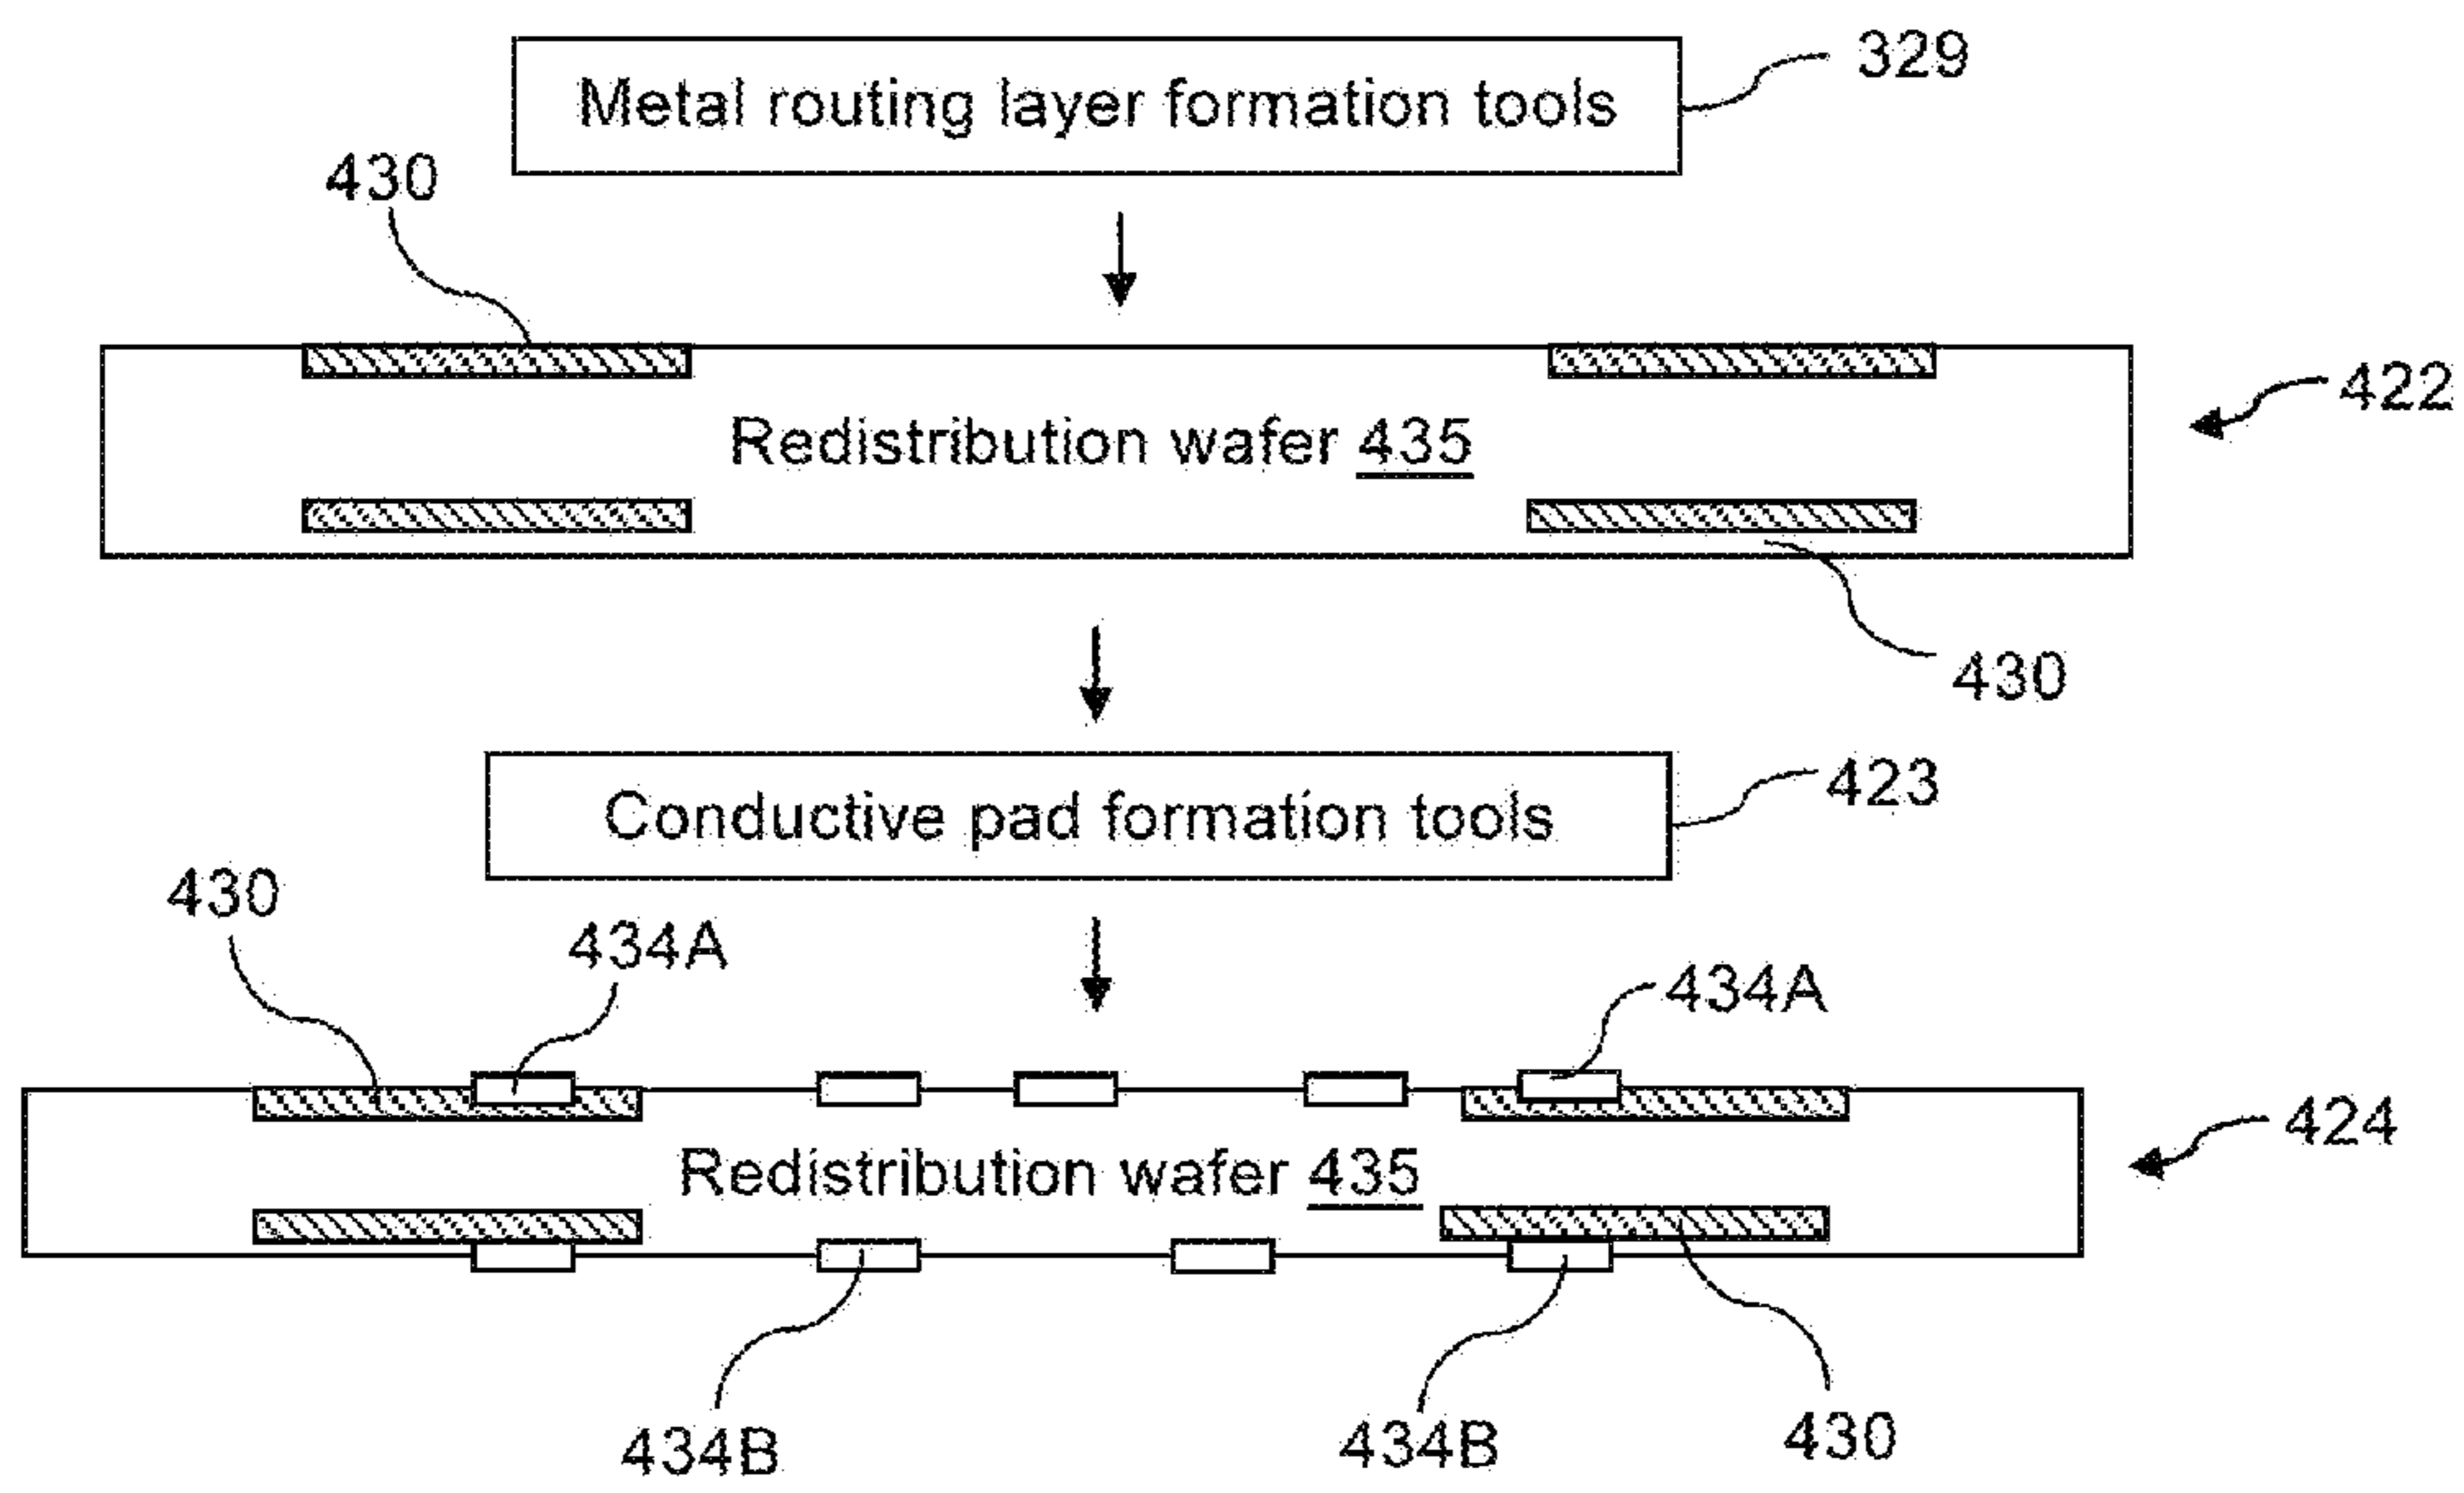 Metal routing layer formation tools
329
430
422
Redistribution wafer 435
430
Conductive pad formation tools
423
430
434A
434A
424
Redistribution wafer 435
434B
434B
430